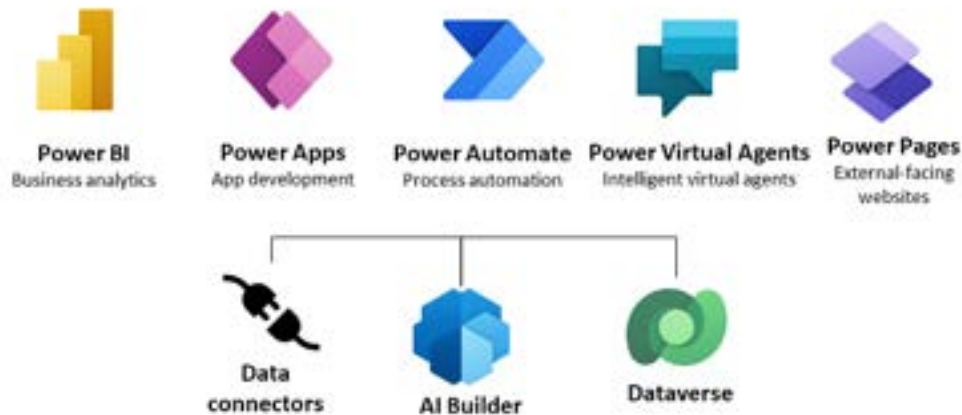 Power BI
Business analytics
Power Apps
App development
Power Automate
Process automation
Power Virtual Agents
Intelligent virtual agents
Power Pages
External-facing
websites
Data
connectors
AI Builder
Dataverse